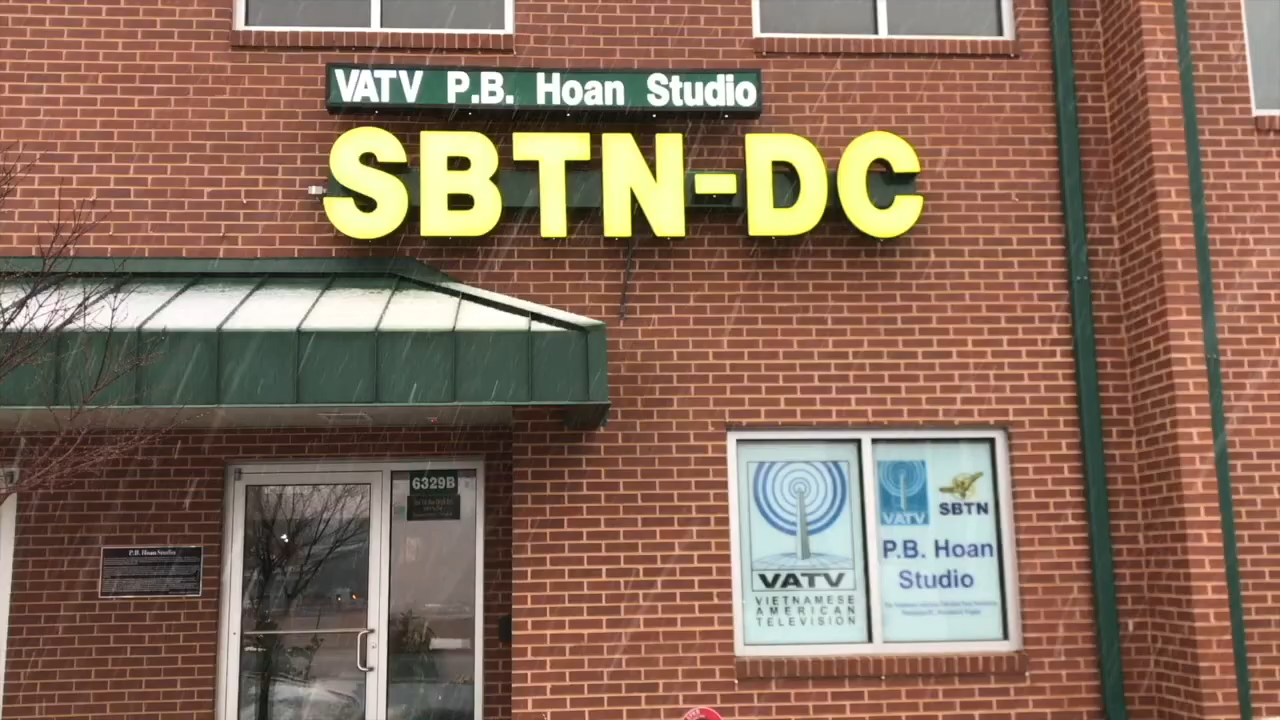 VATV P.B. Hoan Studio
SBTN-DC
6329B
P.B. Hoan Studio
VATV
VIETNAMESE
AMERICAN
TELEVISION
VATV
SBTN
P.B. Hoan
Studio